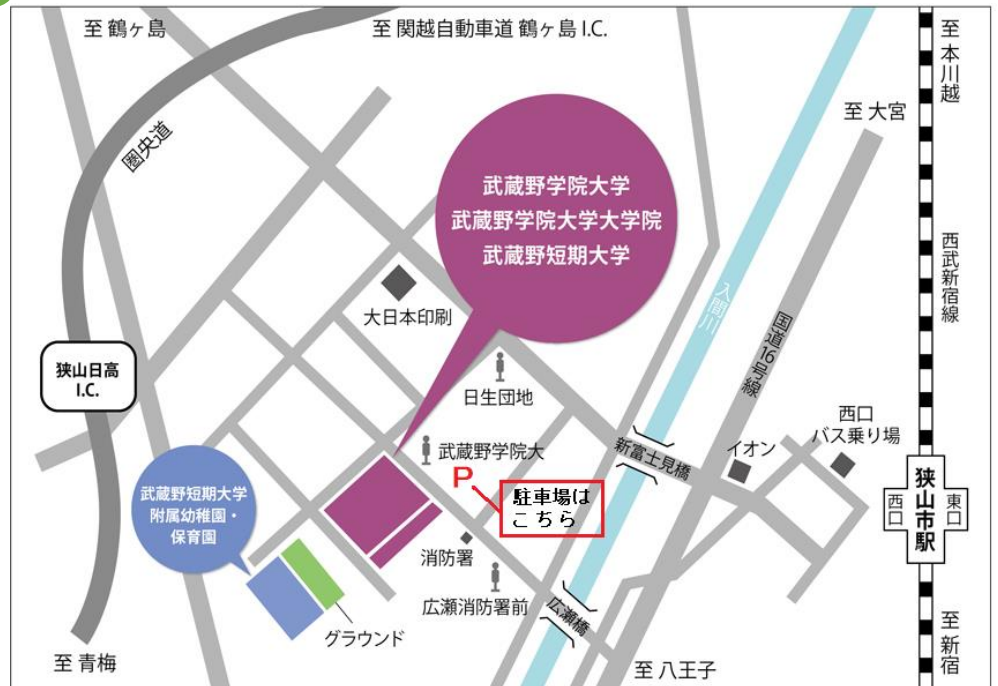 至 鶴ヶ島
至 関越自動車道 鶴ヶ島 I.C.
至本川越
至 大宮
圏央道
武蔵野学院大学
武蔵野学院大学大学院
武蔵野短期大学
西武新宿線
入間川
国道16号線
大日本印刷
狭山日高
I.C.
日生団地
西口
バス乗り場
武蔵野学院大
新富士見橋
イオン
P
駐車場は
こちら
武蔵野短期大学
附属幼稚園・
保育園
西口
狭山市駅
東口
消防署
広瀬消防署前
広瀬橋
グラウンド
至 青梅
至 八王子
至新宿